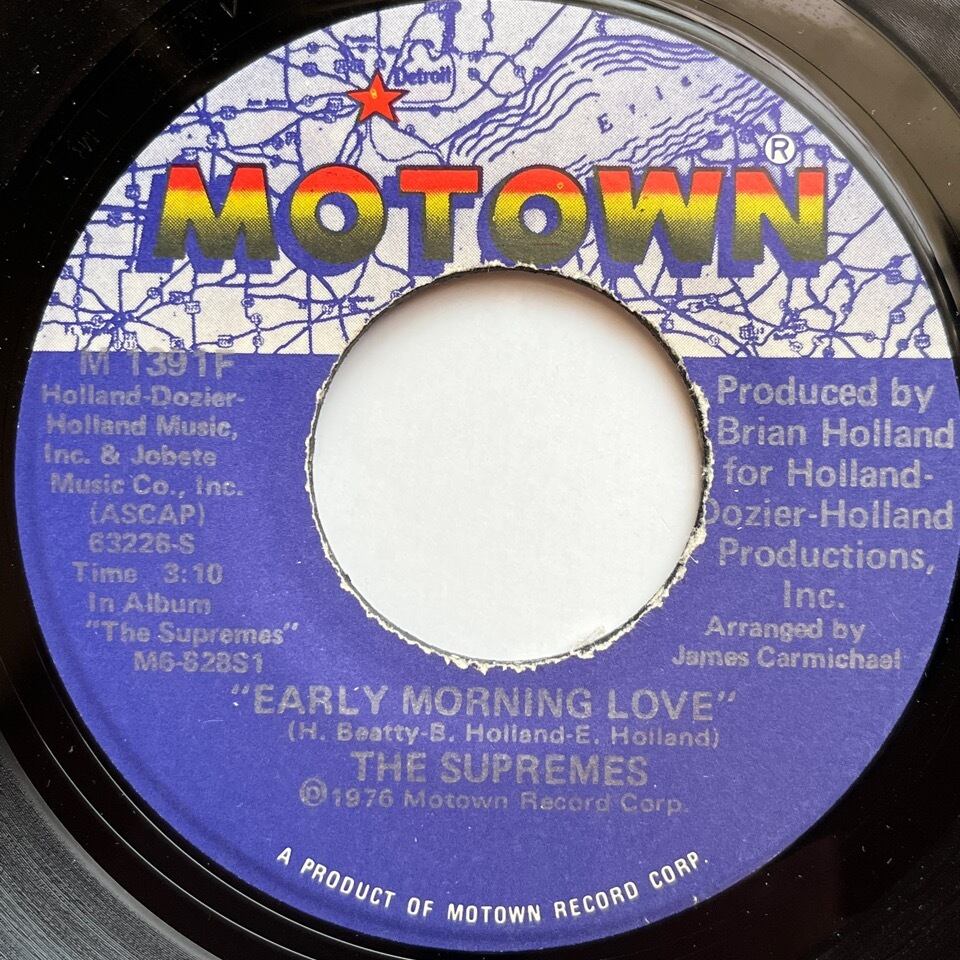 Detroit
E r i
MOTOWN®
M 1391F
Holland-Dozier-
Holland Music,
Inc. & Jobete
Music Co., Inc.
(ASCAP)
63226-S
Time 3:10
In Album
"The Supremes"
M6-828S1
Produced by
Brian Holland
for Holland-
Dozier-Holland
Productions,
Inc.
Arranged by
James Carmichael
"EARLY MORNING LOVE"
(H. Beatty-B. Holland-E. Holland)
THE SUPREMES
℗1976 Motown Record Corp.
A PRODUCT OF MOTOWN RECORD CORP.